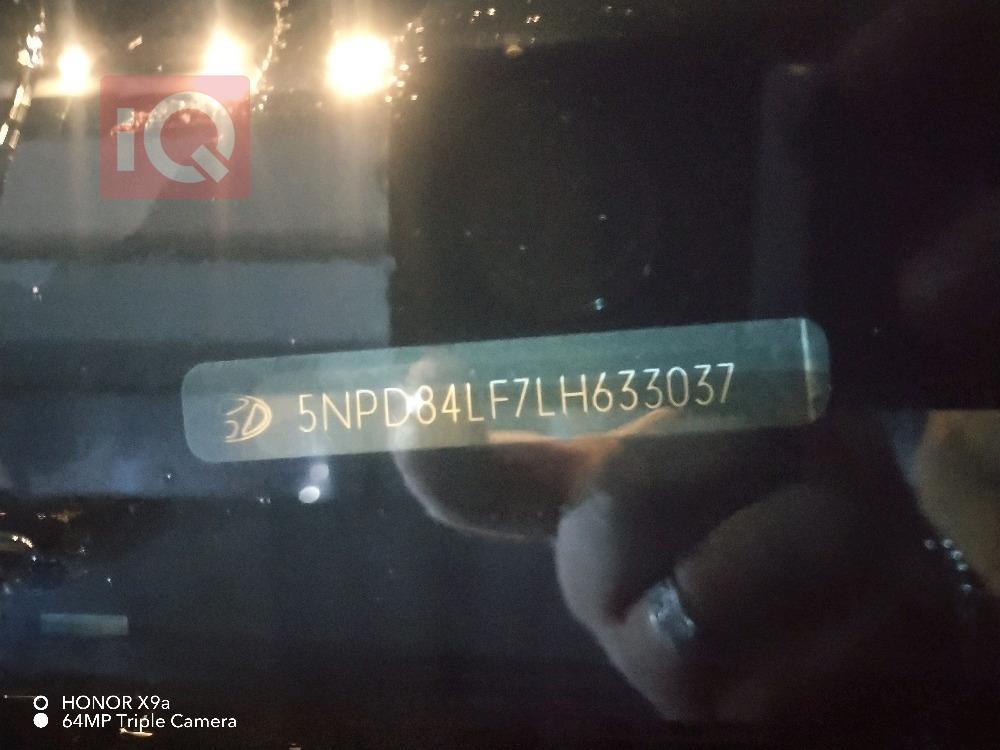 iQ
5NPD84LF7LH633037
HONOR X9a
64MP Triple Camera